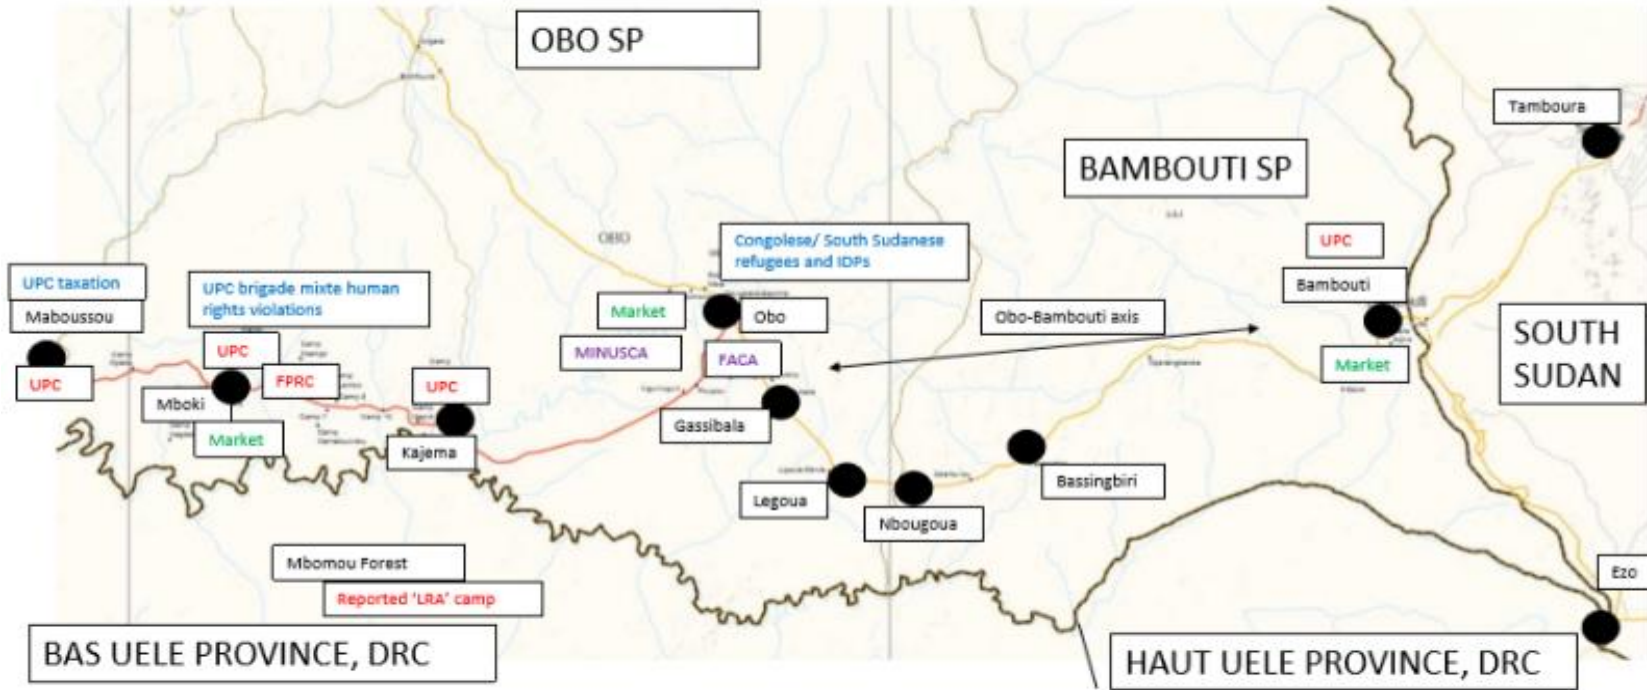 OBO SP
Tamboura
BAMBOUTI SP
OBO
Congolese/ South Sudanese
refugees and IDPs
UPC
UPC taxation
UPC brigade mixte human
rights violations
Bambouti
Maboussou
Market
Obo
Obo-Bambouti axis
SOUTH
SUDAN
UPC
MINUSCA
FACA
Market
UPC
FPRC
UPC
Mboki
Gassibala
Market
Kajema
Bassingbiri
Legoua
Nbougoua
Mbomou Forest
Ezo
Reported 'LRA' camp
BAS UELE PROVINCE, DRC
HAUT UELE PROVINCE, DRC